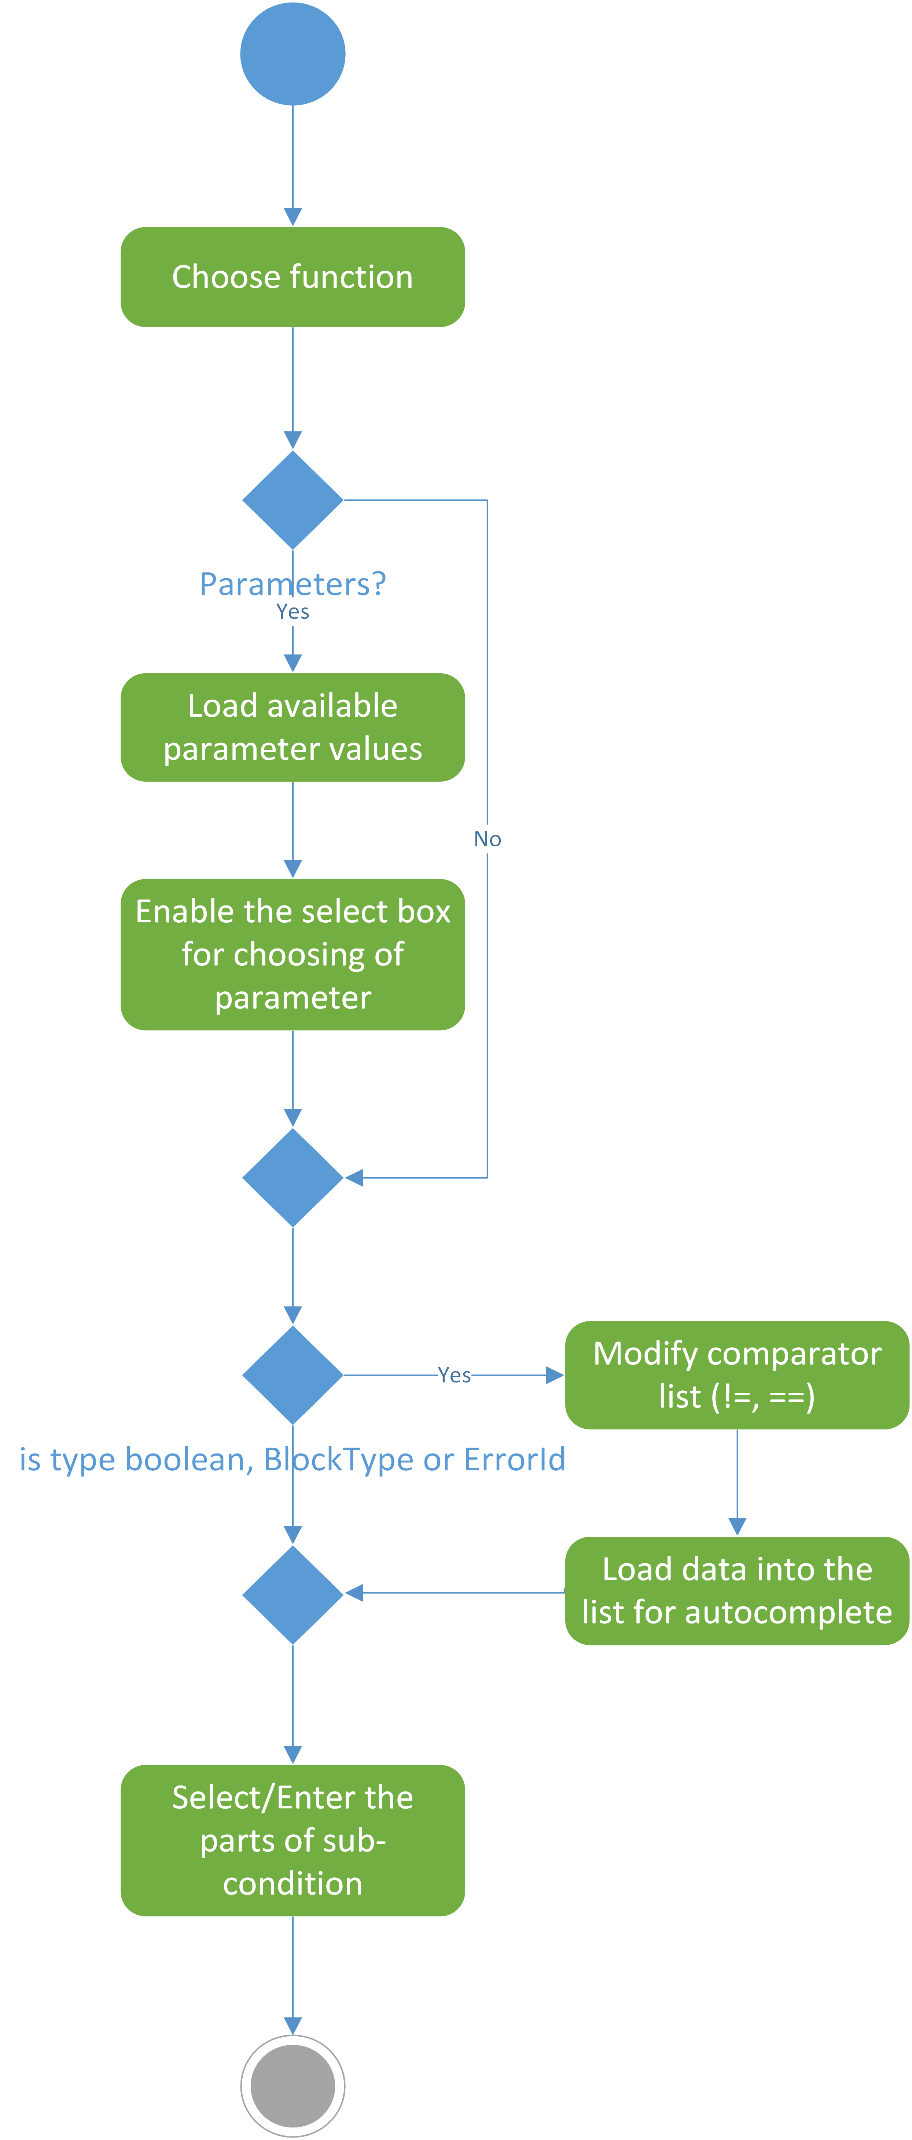 Choose function
Parameters?
Yes
Load available
parameter values
No
Enable the select box
for choosing of
parameter
Yes
Modify comparator
list (!=, ==)
is type boolean, BlockType or ErrorId
Load data into the
list for autocomplete
Select/Enter the
parts of sub-
condition